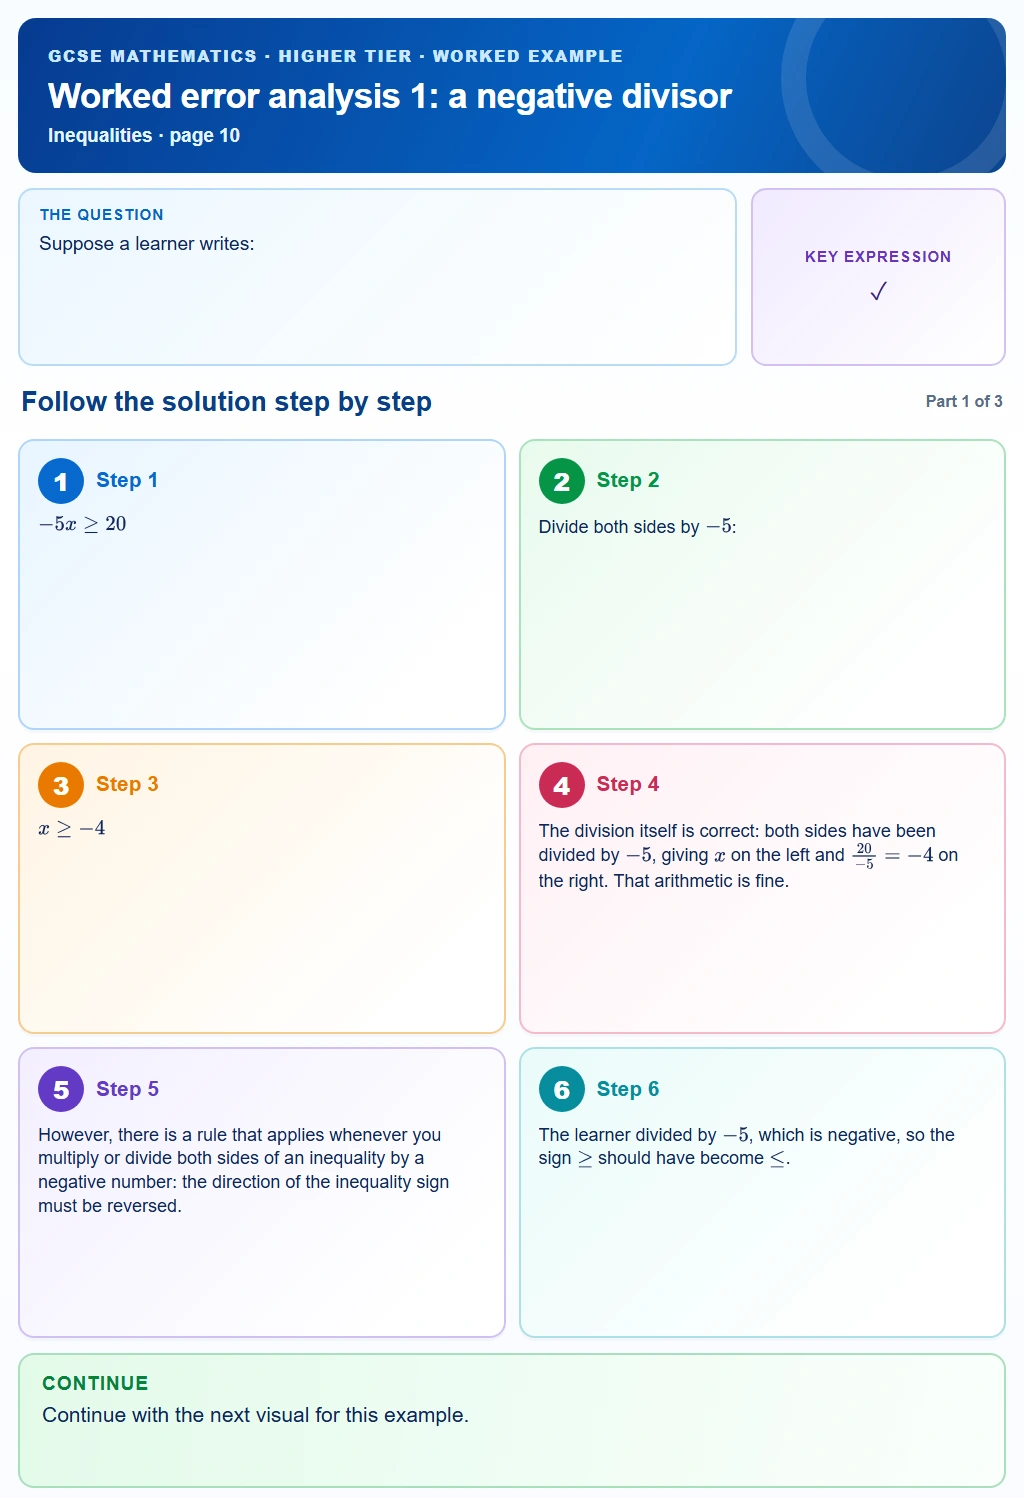 GCSE MATHEMATICS · HIGHER TIER · WORKED EXAMPLE
Worked error analysis 1: a negative divisor
Inequalities · page 10
THE QUESTION
Suppose a learner writes:
KEY EXPRESSION
✓
Follow the solution step by step
Part 1 of 3
1 Step 1
−5x ≥ 20
2 Step 2
Divide both sides by −5:
3 Step 3
x ≥ −4
4 Step 4
The division itself is correct: both sides have been
divided by −5, giving x on the left and 20/−5 = −4 on
the right. That arithmetic is fine.
5 Step 5
However, there is a rule that applies whenever you
multiply or divide both sides of an inequality by a
negative number: the direction of the inequality sign
must be reversed.
6 Step 6
The learner divided by −5, which is negative, so the
sign ≥ should have become ≤.
CONTINUE
Continue with the next visual for this example.